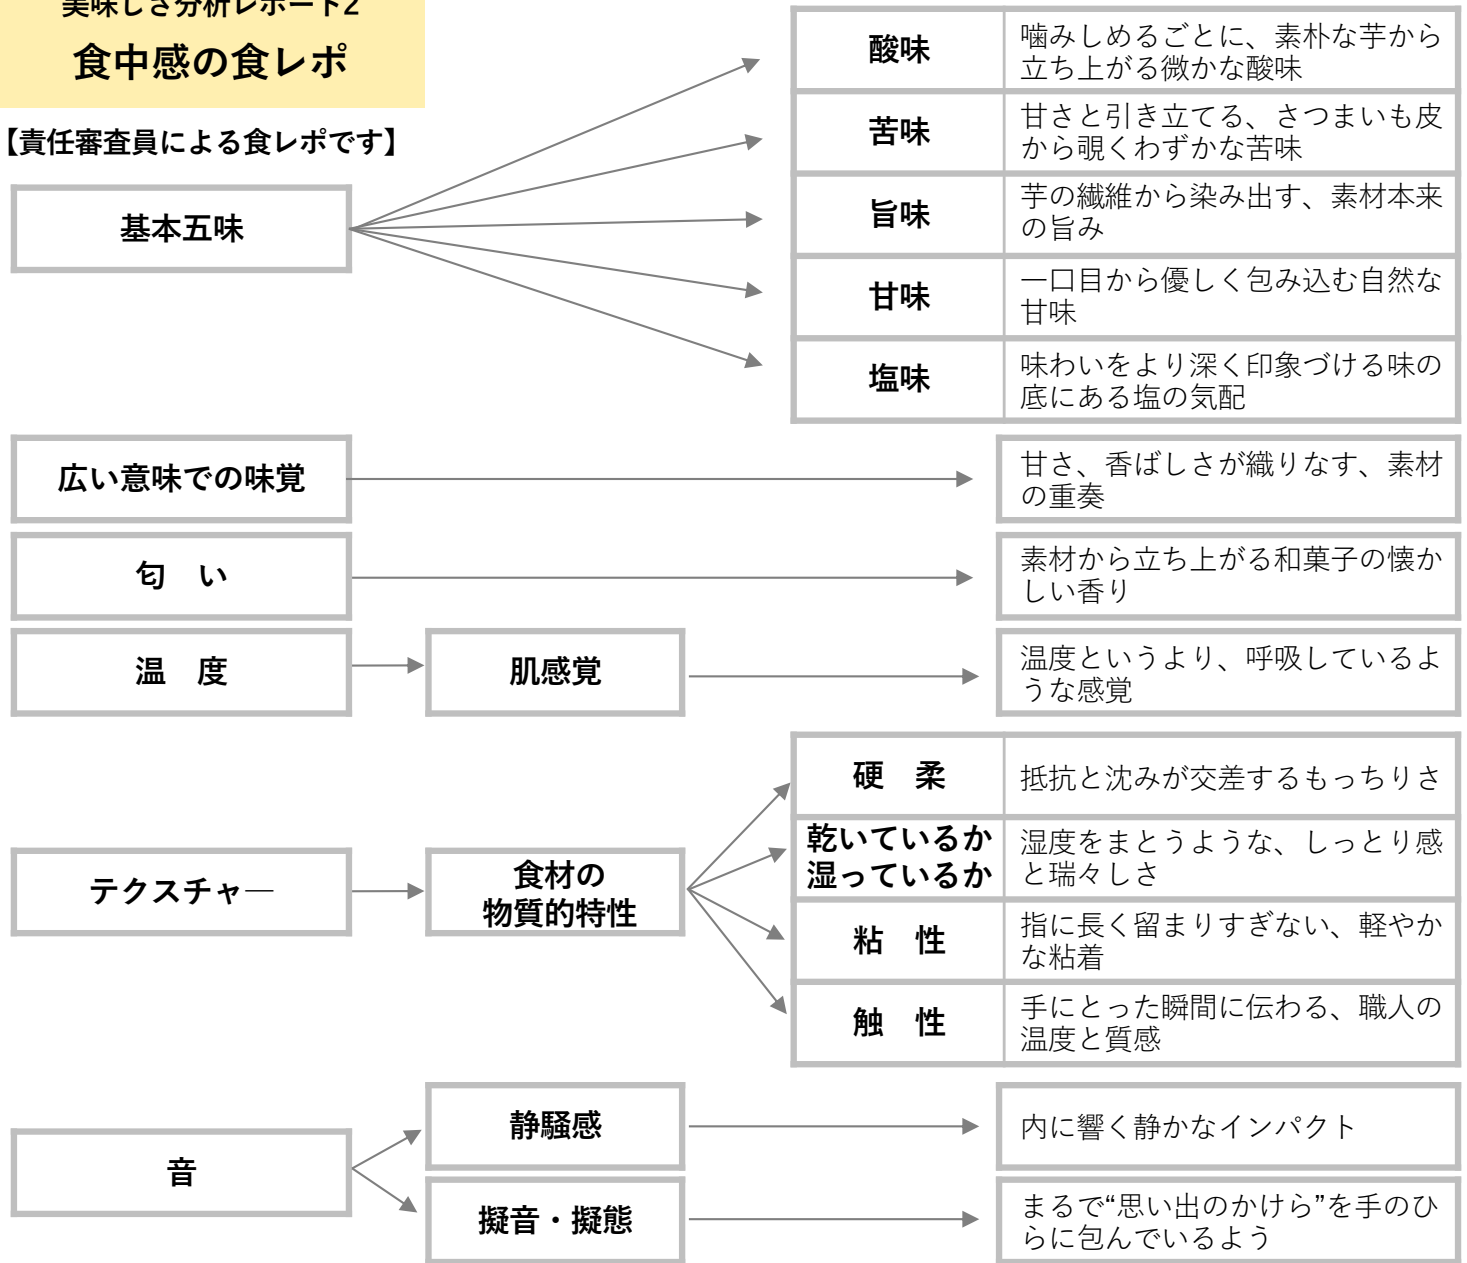 美味しさ分析レポート2
食中感の食レポ
【責任審査員による食レポです】
基本五味
酸味
噛みしめるごとに、素朴な芋から
立ち上がる微かな酸味
苦味
甘さと引き立てる、さつまいも皮
から覗くわずかな苦味
旨味
芋の繊維から染み出す、素材本来
の旨み
甘味
一口目から優しく包み込む自然な
甘味
塩味
味わいをより深く印象づける味の
底にある塩の気配
広い意味での味覚
甘さ、香ばしさが織りなす、素材
の重奏
匂　い
素材から立ち上がる和菓子の懐か
しい香り
温　度
肌感覚
温度というより、呼吸しているよ
うな感覚
テクスチャ―
食材の
物質的特性
硬　柔
抵抗と沈みが交差するもっちりさ
乾いているか
湿っているか
湿度をまとうような、しっとり感
と瑞々しさ
粘　性
指に長く留まりすぎない、軽やか
な粘着
触　性
手にとった瞬間に伝わる、職人の
温度と質感
音
静騒感
内に響く静かなインパクト
擬音・擬態
まるで“思い出のかけら”を手のひ
らに包んでいるよう